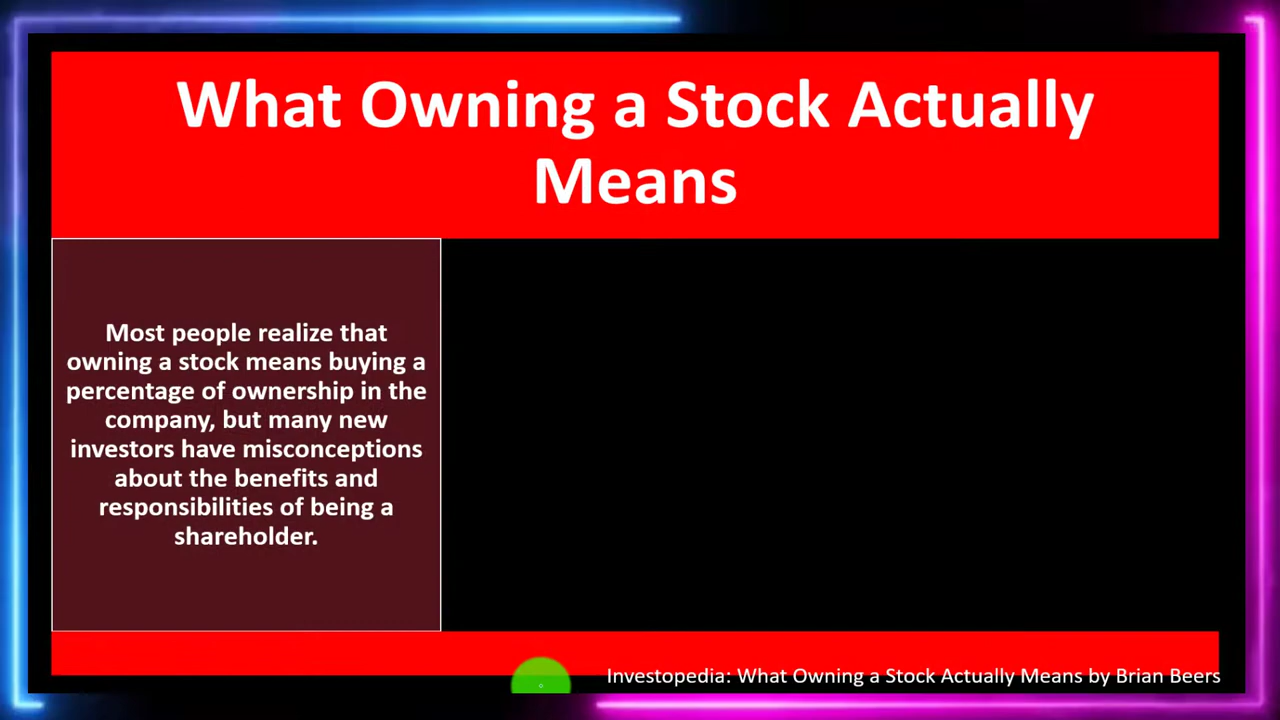 What Owning a Stock Actually
Means
Most people realize that
owning a stock means buying a
percentage of ownership in the
company, but many new
investors have misconceptions
about the benefits and
responsibilities of being a
shareholder.
Investopedia: What Owning a Stock Actually Means by Brian Beers